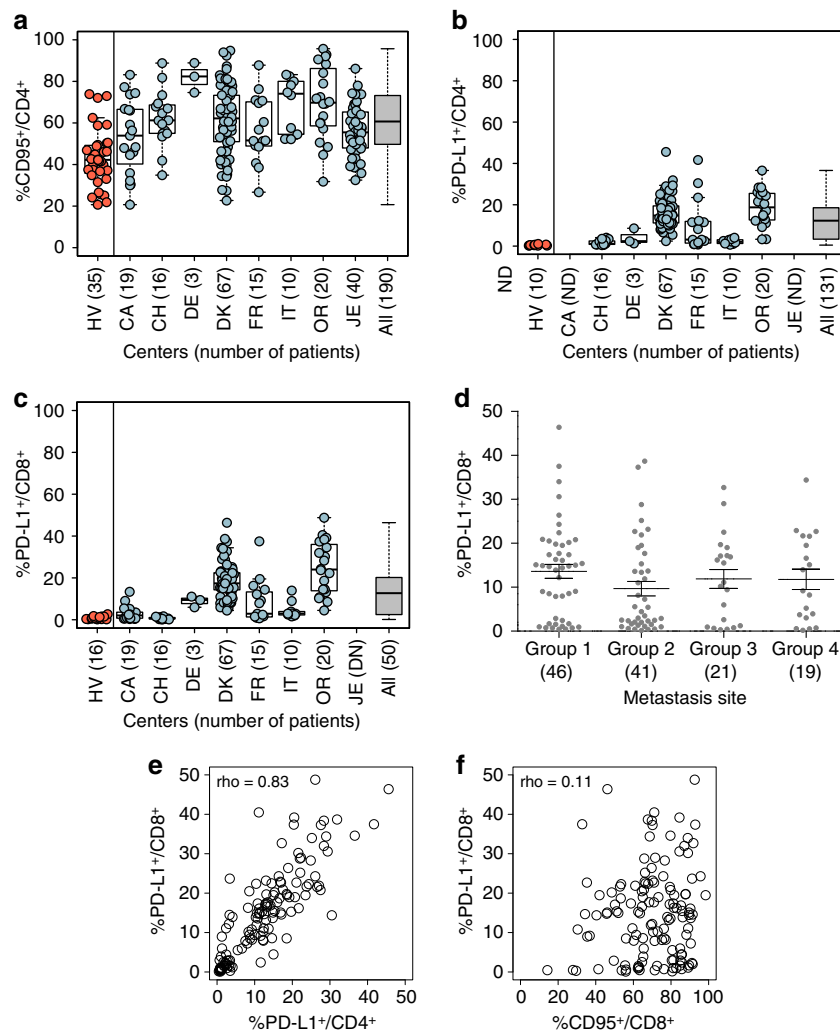 a
%CD95⁺/CD4⁺
100
80
60
40
20
0
HV (35)
CA (19)
CH (16)
DE (3)
DK (67)
FR (15)
IT (10)
OR (20)
JE (40)
All (190)
Centers (number of patients)
b
%PD-L1⁺/CD4⁺
100
80
60
40
20
0
ND
HV (10)
CA (ND)
CH (16)
DE (3)
DK (67)
FR (15)
IT (10)
OR (20)
JE (ND)
All (131)
Centers (number of patients)
c
%PD-L1⁺/CD8⁺
100
80
60
40
20
0
HV (16)
CA (19)
CH (16)
DE (3)
DK (67)
FR (15)
IT (10)
OR (20)
JE (DN)
All (50)
Centers (number of patients)
d
%PD-L1⁺/CD8⁺
50
40
30
20
10
0
Group 1 Group 2 Group 3 Group 4
(46) (41) (21) (19)
Metastasis site
e
rho = 0.83
%PD-L1⁺/CD8⁺
50
40
30
20
10
0
0 10 20 30 40 50
%PD-L1⁺/CD4⁺
f
rho = 0.11
%PD-L1⁺/CD8⁺
50
40
30
20
10
0
0 20 40 60 80 100
%CD95⁺/CD8⁺